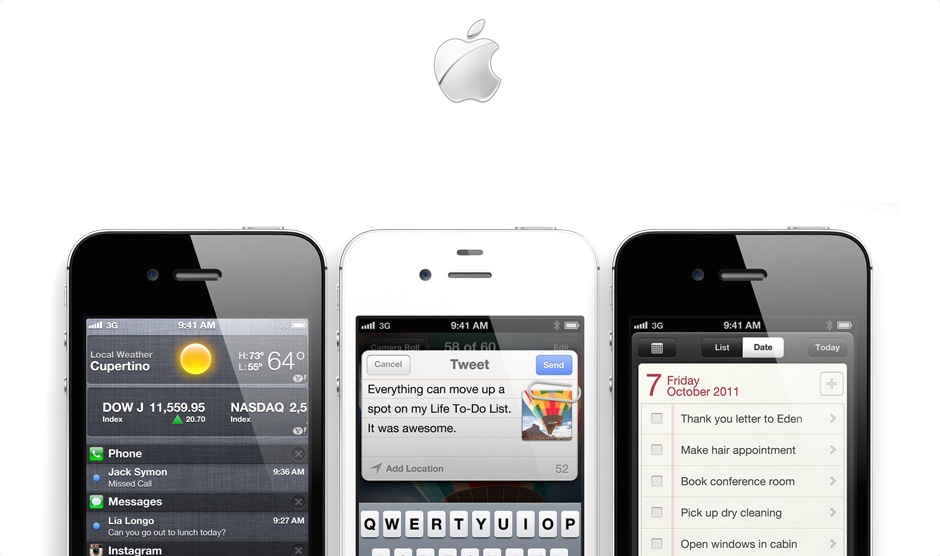 3G 9:41 AM
Local Weather
Cupertino
H: 73°
L: 55°
64°
Y!
DOW J 11,559.95
Index
20.70
NASDAQ 2,5
Index
Y!
Phone
Jack Symon 9:36 AM
Missed Call
Messages
Lia Longo 9:27 AM
Can you go out to lunch today?
Instagram
3G 9:41 AM
Camera Roll 58 of 60 Edit
Cancel Tweet Send
Everything can move up a
spot on my Life To-Do List.
It was awesome.
Add Location 52
Q W E R T Y U I O P
3G 9:41 AM
List Date Today
7 Friday
October 2011
Thank you letter to Eden
Make hair appointment
Book conference room
Pick up dry cleaning
Open windows in cabin